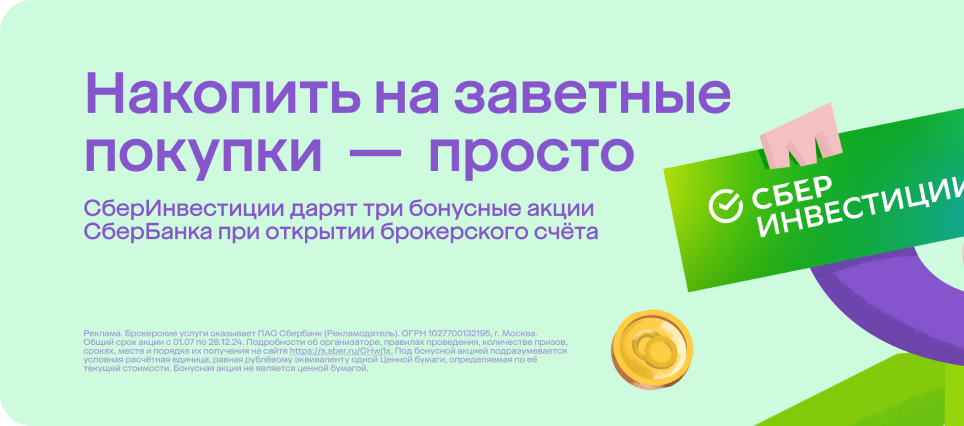 Накопить на заветные
покупки — просто
СберИнвестиции дарят три бонусные акции
СберБанка при открытии брокерского счёта
СБЕР
ИНВЕСТИЦИИ
Реклама. Брокерские услуги оказывает ПАО Сбербанк (Рекламодатель). ОГРН 1027700132195, г. Москва.
Общий срок акции с 01.07 по 28.12.24. Подробности об организаторе, правилах проведения, количестве призов,
сроках, месте и порядке их получения на сайте https://s.sber.ru/GHwj1x. Под бонусной акцией подразумевается
условная расчётная единица, равная рублёвому эквиваленту одной Ценной бумаги, определяемая по её
текущей стоимости. Бонусная акция не является ценной бумагой.